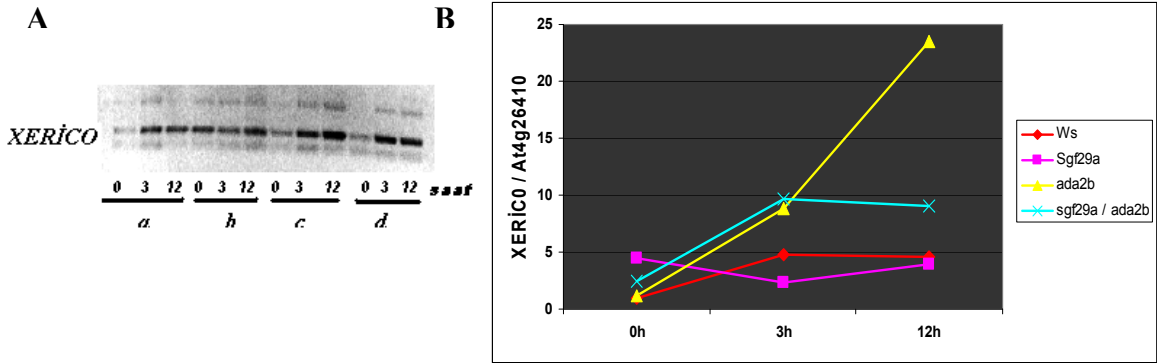 A
B
XERİCO
0 3 12 0 3 12 0 3 12 0 3 12 saat
a b c d
XERİC0 / At4g26410
25
20
15
10
5
0
0h 3h 12h
Ws
Sgf29a
ada2b
sgf29a / ada2b